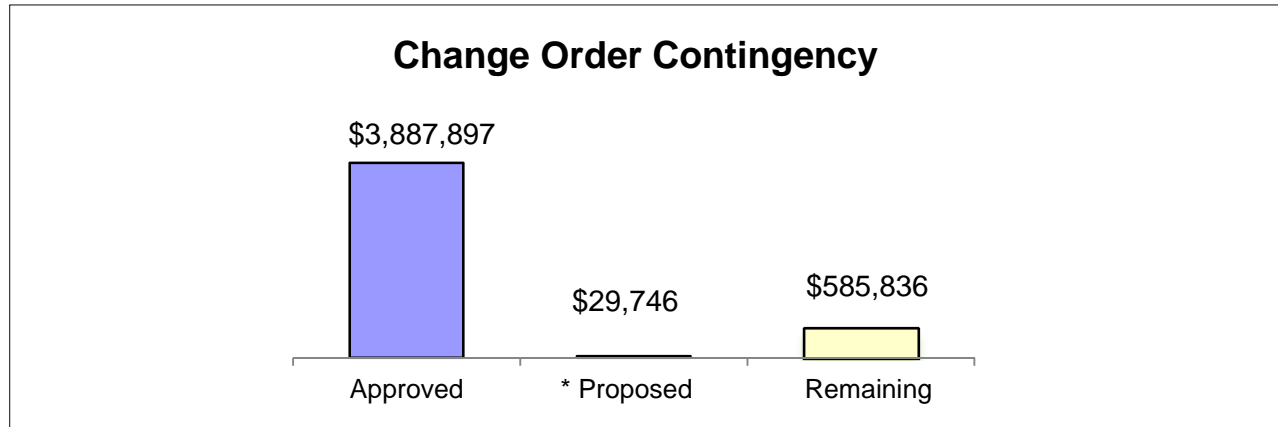 Change Order Contingency
$3,887,897
$29,746
$585,836
Approved
* Proposed
Remaining